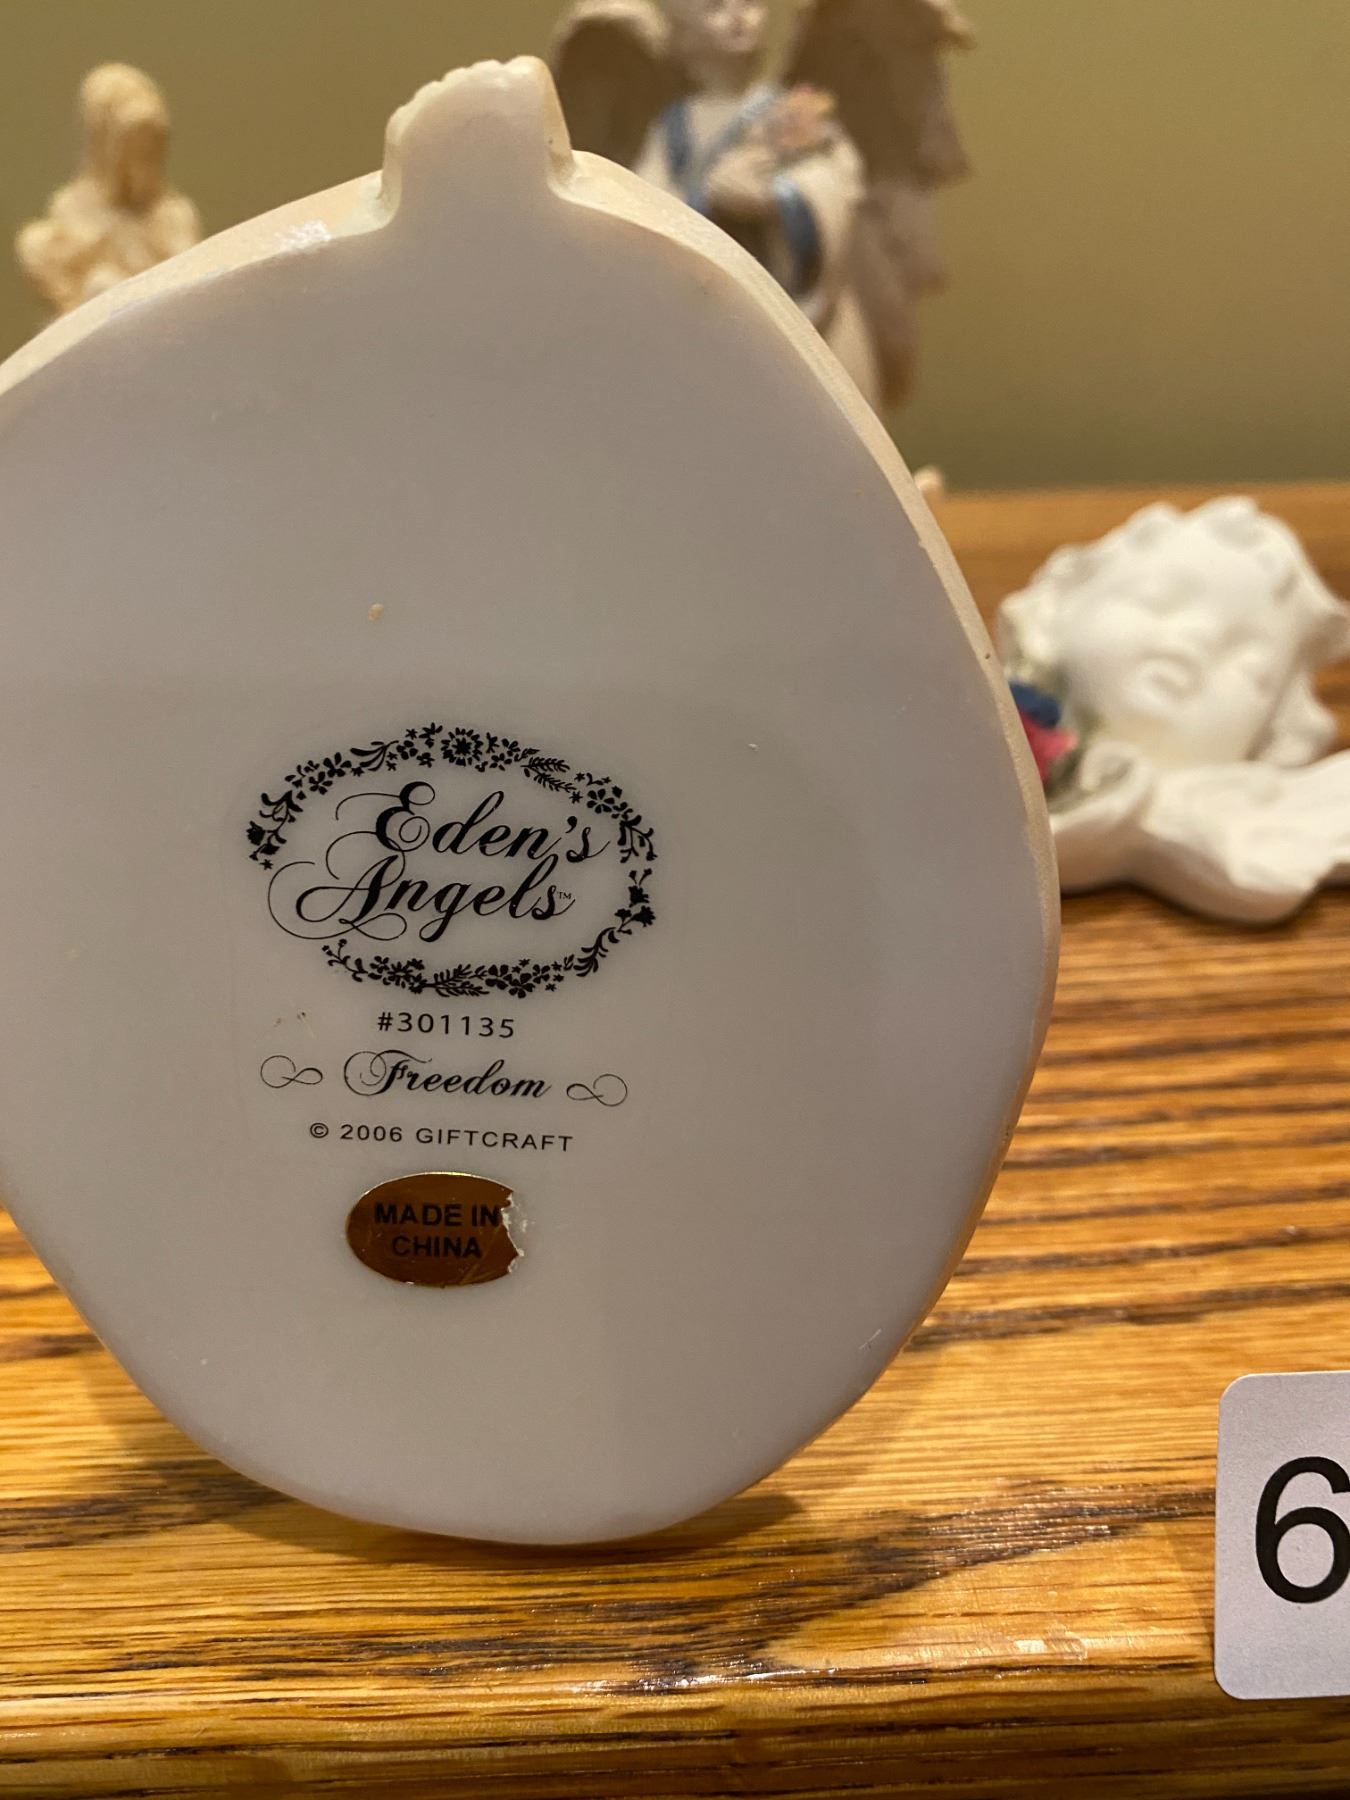 Eden's
Angels™
#301135
Freedom
© 2006 GIFTCRAFT
MADE IN
CHINA
6